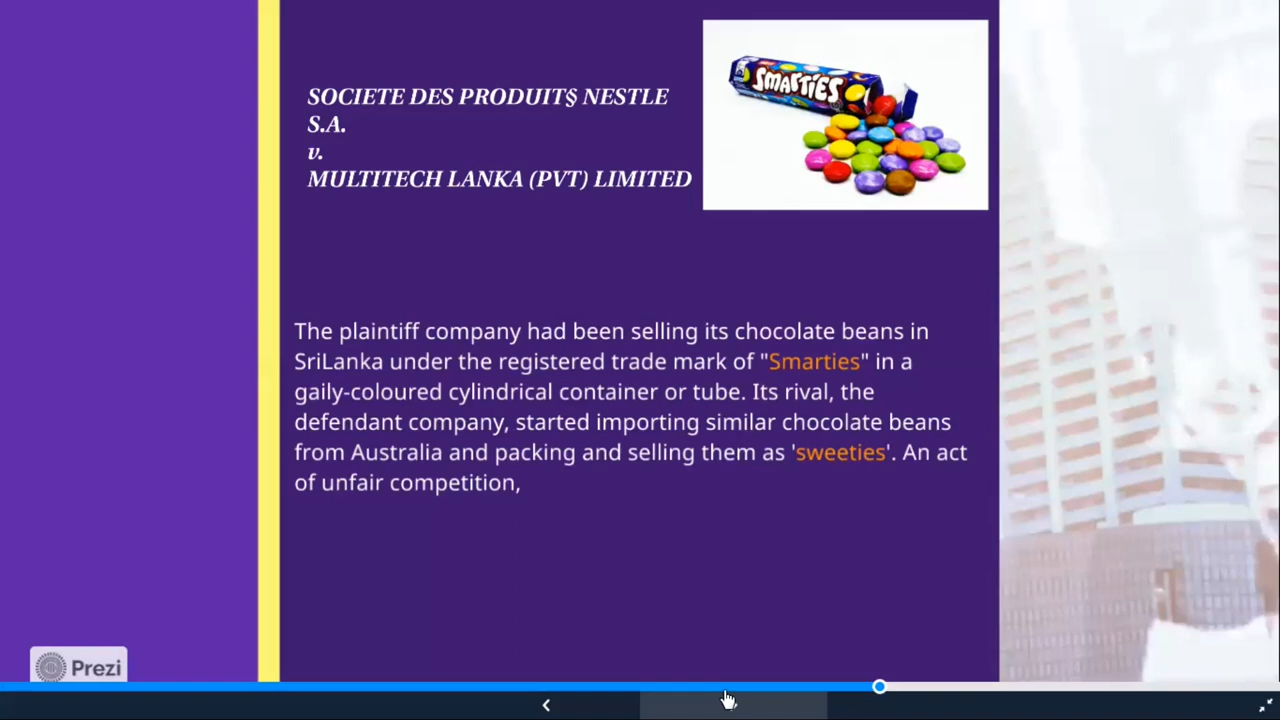 SOCIETE DES PRODUIT§ NESTLE
S.A.
v.
MULTITECH LANKA (PVT) LIMITED
SMARTIES
The plaintiff company had been selling its chocolate beans in
SriLanka under the registered trade mark of "Smarties" in a
gaily-coloured cylindrical container or tube. Its rival, the
defendant company, started importing similar chocolate beans
from Australia and packing and selling them as 'sweeties'. An act
of unfair competition,
Prezi